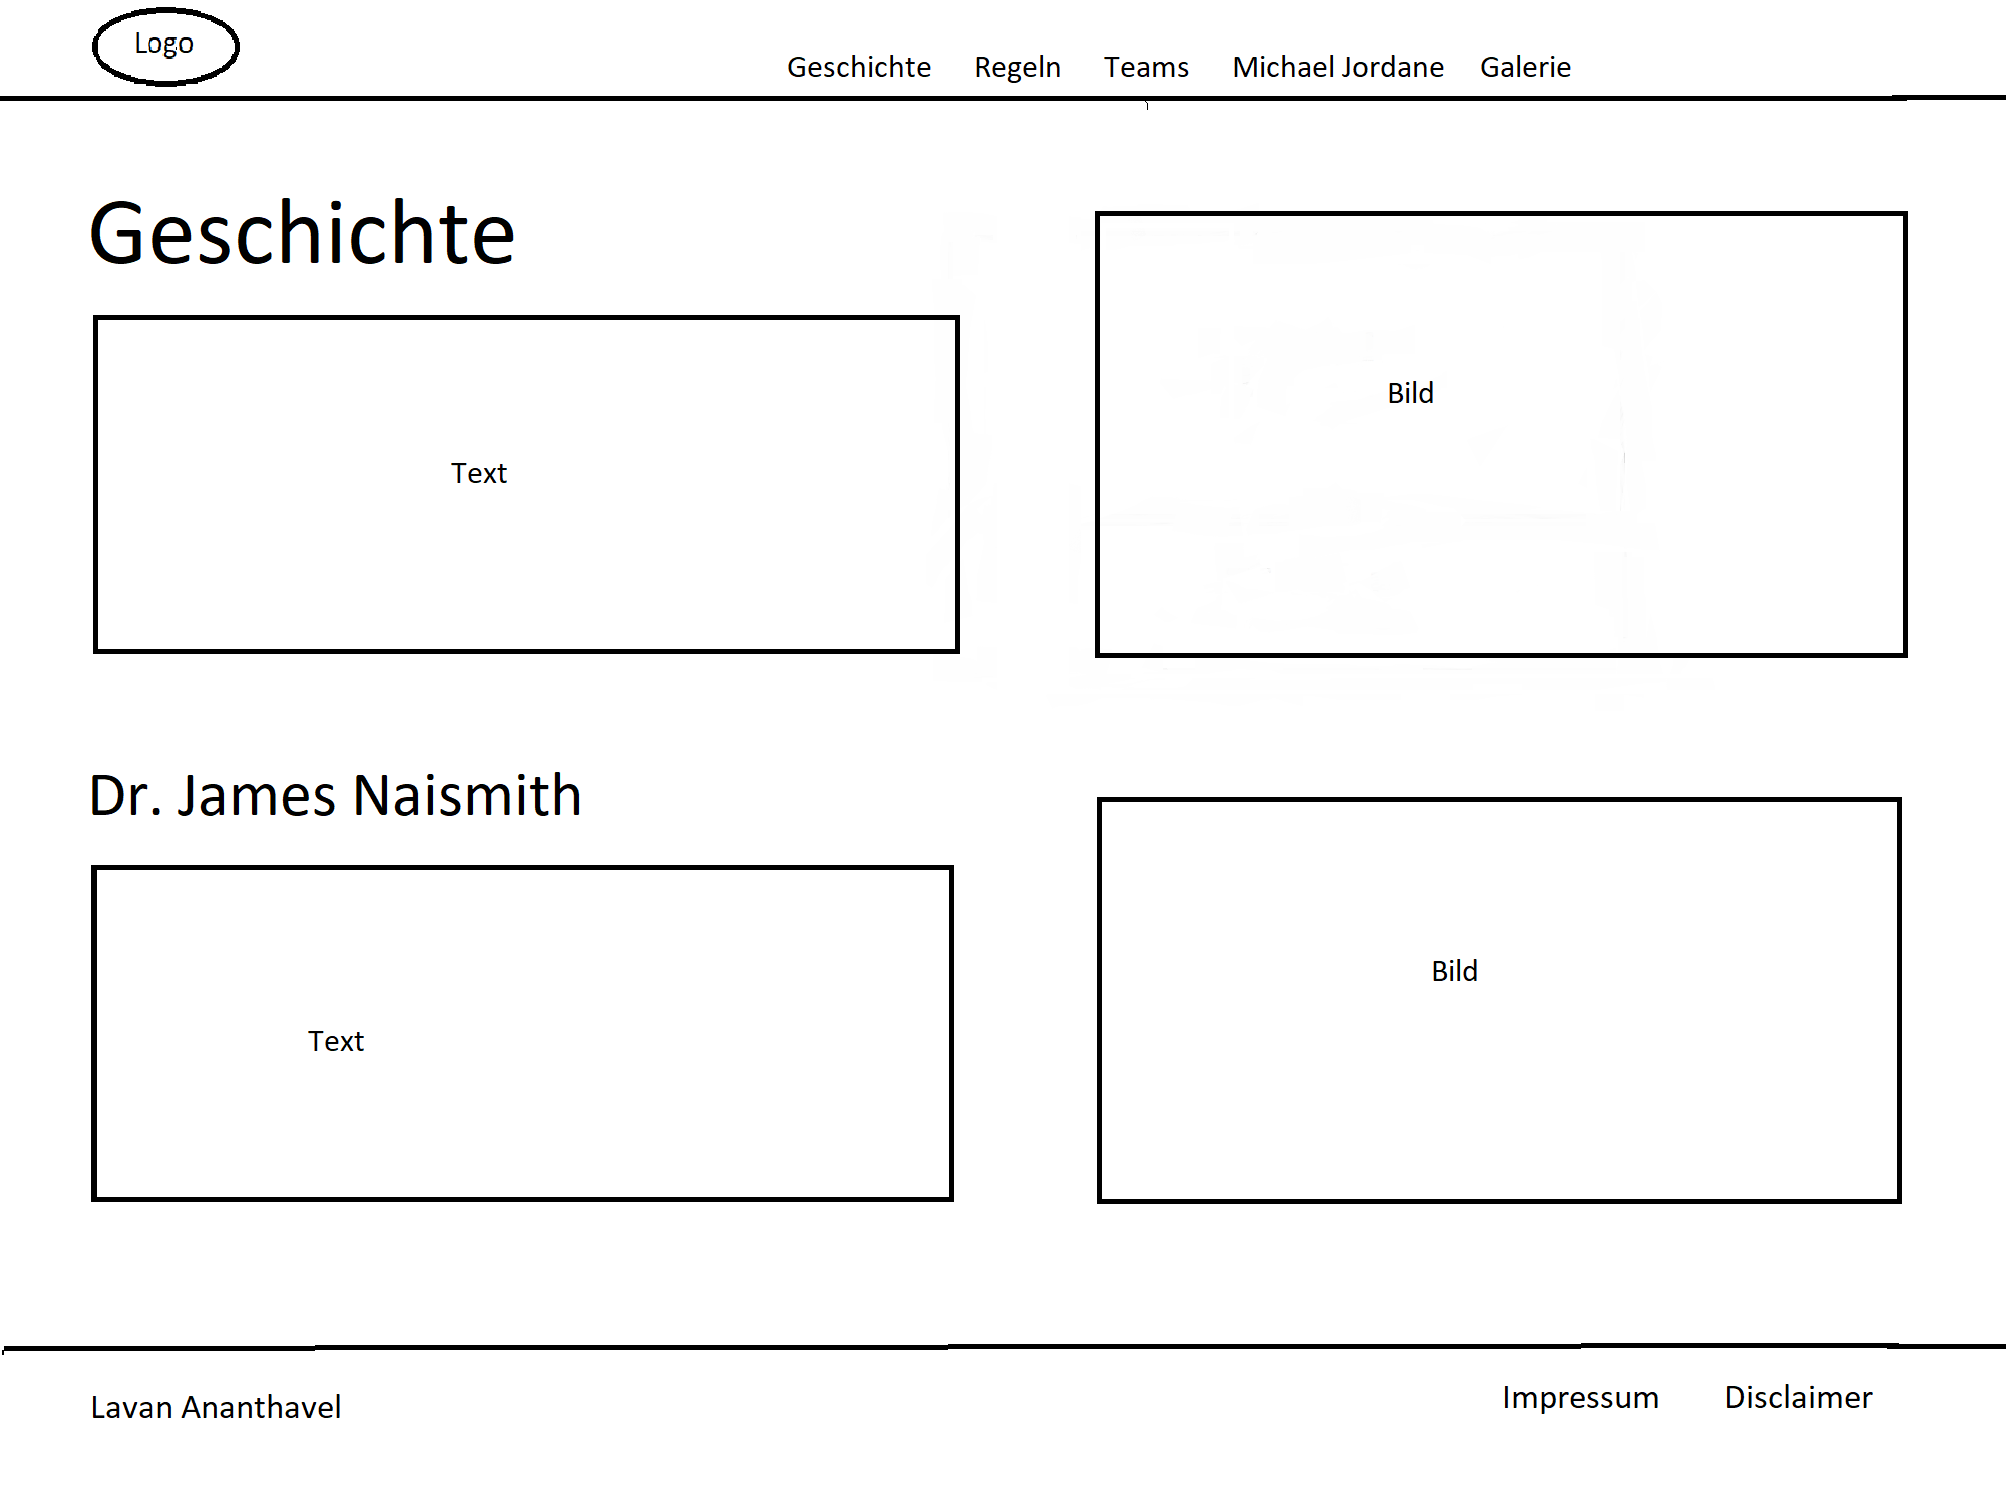 Logo
Geschichte Regeln Teams Michael Jordane Galerie
Geschichte
Text
Bild
Dr. James Naismith
Text
Bild
Lavan Ananthavel
Impressum Disclaimer